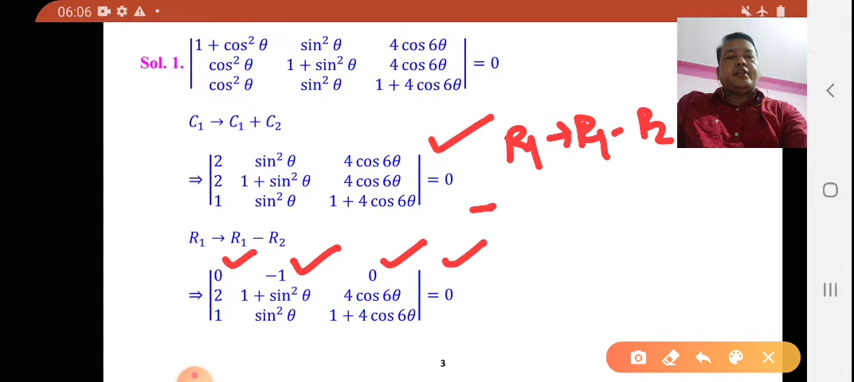 06:06
Sol. 1. |1 + cos² θ sin² θ 4 cos 6θ|
|cos² θ 1 + sin² θ 4 cos 6θ| = 0
|cos² θ sin² θ 1 + 4 cos 6θ|
C₁ → C₁ + C₂
R₁ → R₁ - R₂
|2 sin² θ 4 cos 6θ|
⇒ |2 1 + sin² θ 4 cos 6θ| = 0
|1 sin² θ 1 + 4 cos 6θ|
R₁ → R₁ − R₂
|0 −1 0|
⇒ |2 1 + sin² θ 4 cos 6θ| = 0
|1 sin² θ 1 + 4 cos 6θ|
3